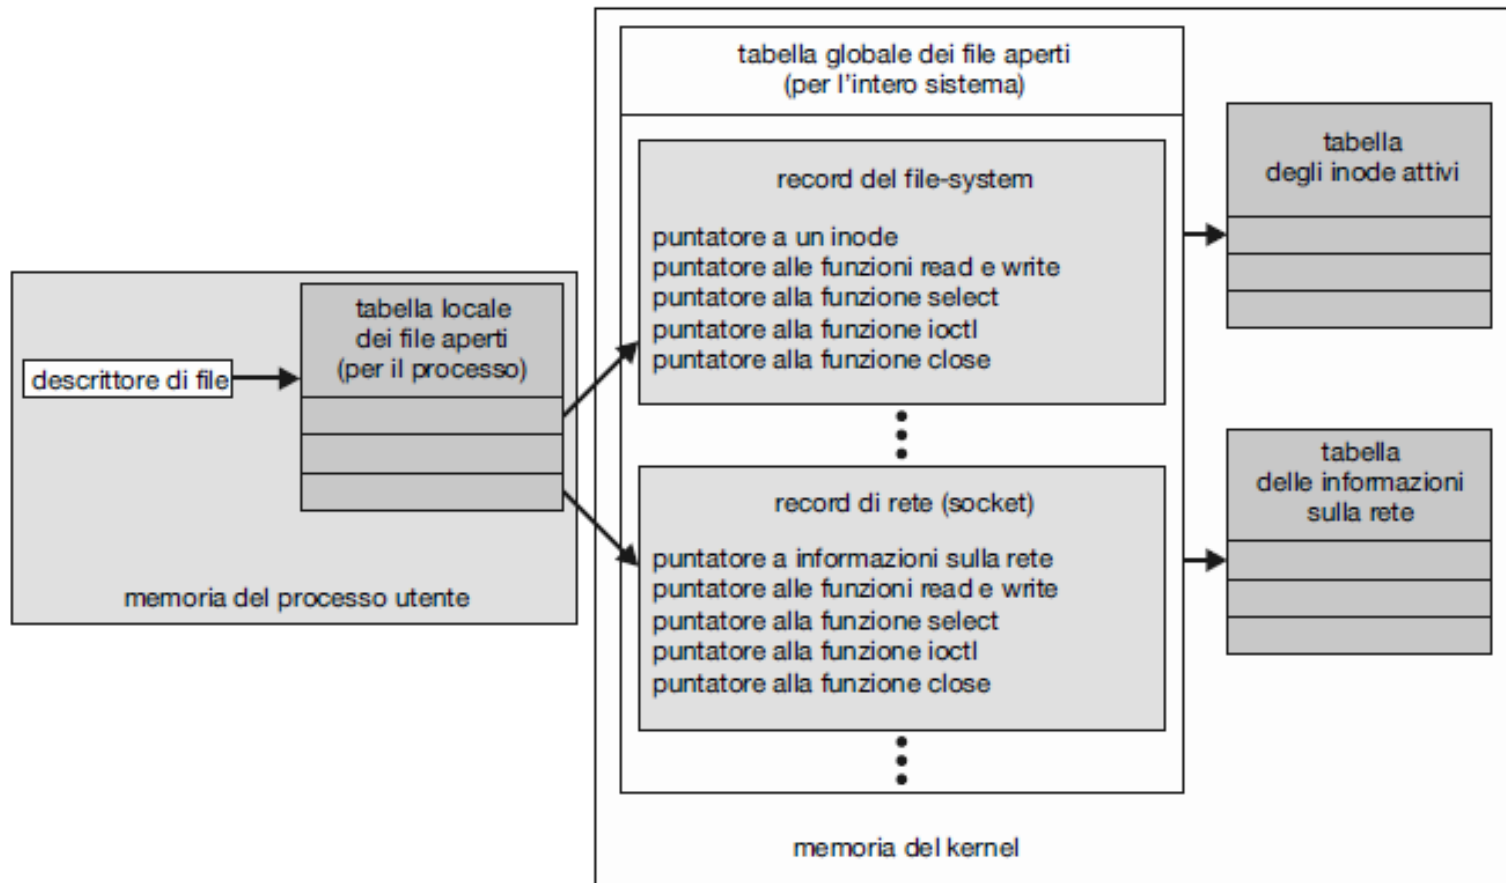 tabella globale dei file aperti
(per l'intero sistema)
record del file-system
puntatore a un inode
puntatore alle funzioni read e write
puntatore alla funzione select
puntatore alla funzione ioctl
puntatore alla funzione close
tabella
degli inode attivi
tabella locale
dei file aperti
(per il processo)
descrittore di file
memoria del processo utente
record di rete (socket)
puntatore a informazioni sulla rete
puntatore alle funzioni read e write
puntatore alla funzione select
puntatore alla funzione ioctl
puntatore alla funzione close
tabella
delle informazioni
sulla rete
memoria del kernel